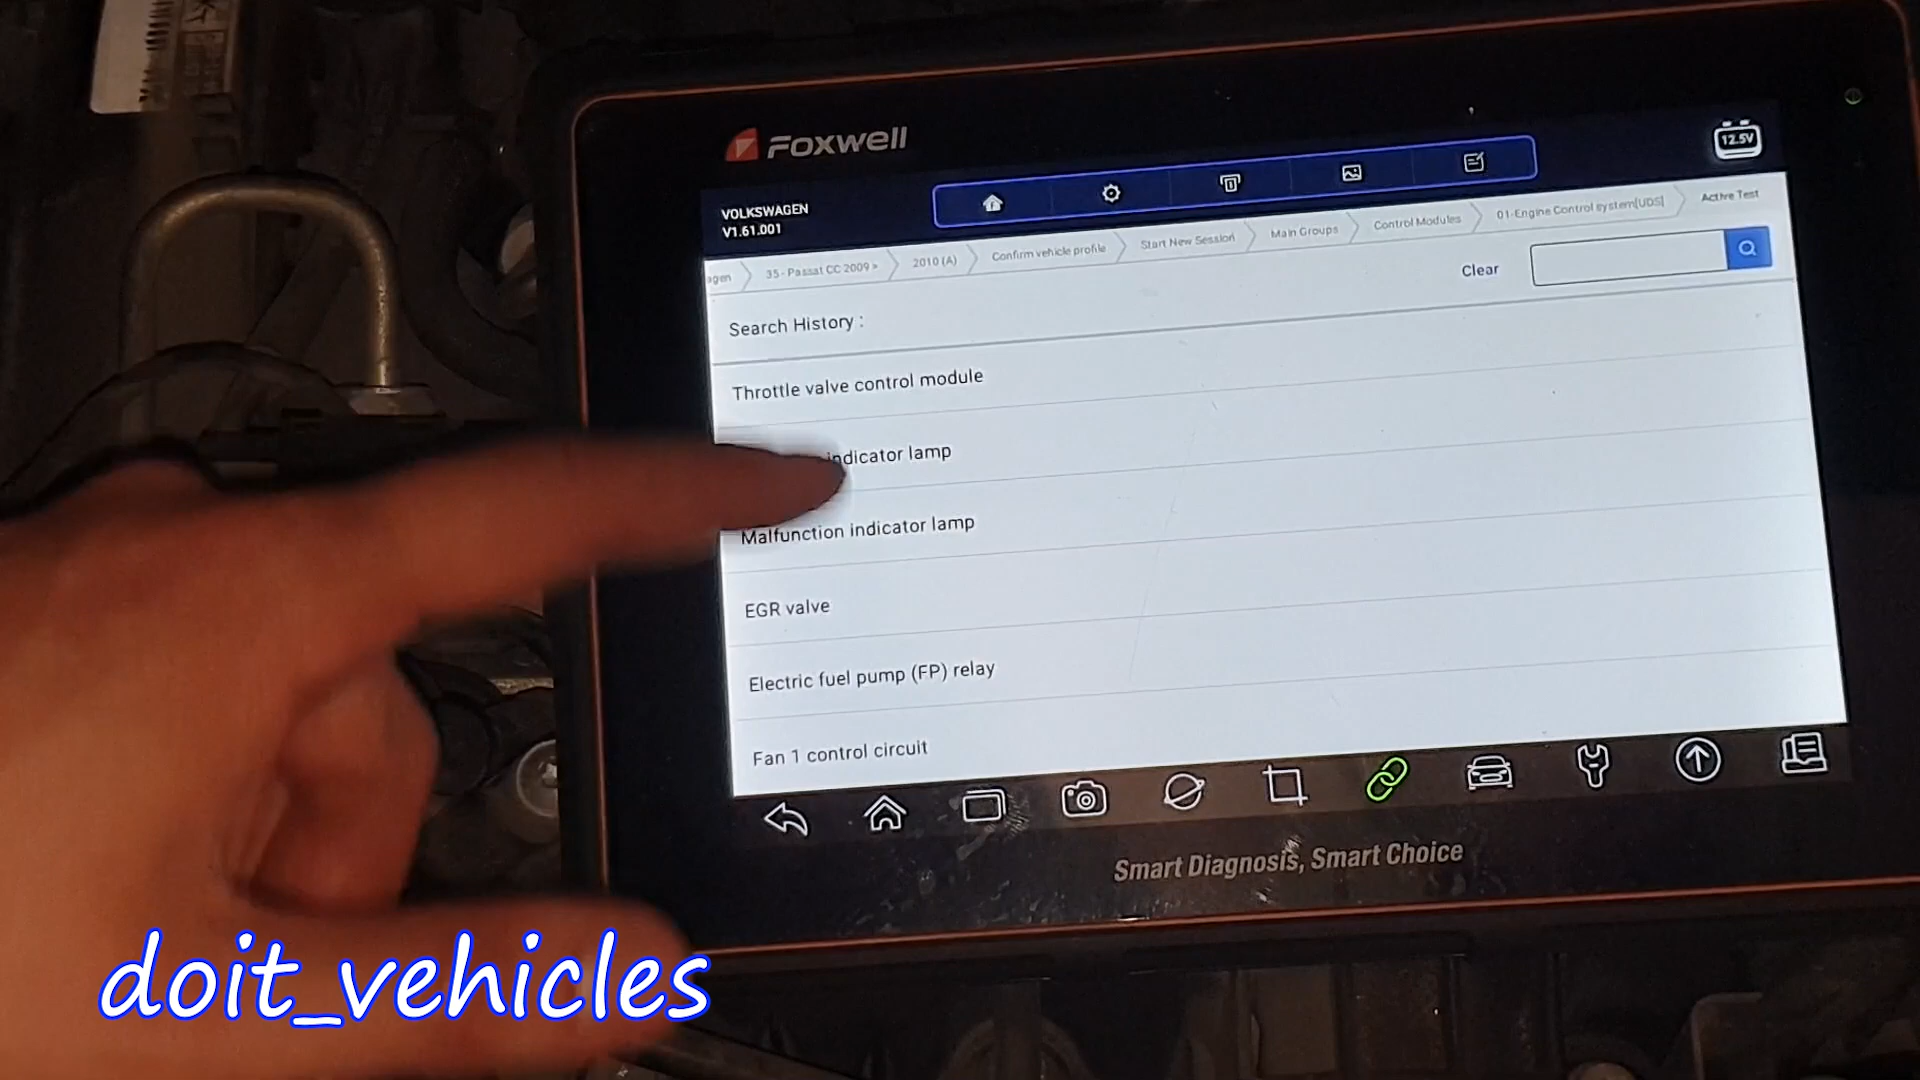 FOXWELL
12.5V
VOLKSWAGEN
V1.61.001
agen
35 - Passat CC 2009 >
2010 (A)
Confirm vehicle profile
Start New Session
Main Groups
Control Modules
01-Engine Control system[UDS]
Active Test
Clear
Search History :
Throttle valve control module
indicator lamp
Malfunction indicator lamp
EGR valve
Electric fuel pump (FP) relay
Fan 1 control circuit
Smart Diagnosis, Smart Choice
doit_vehicles